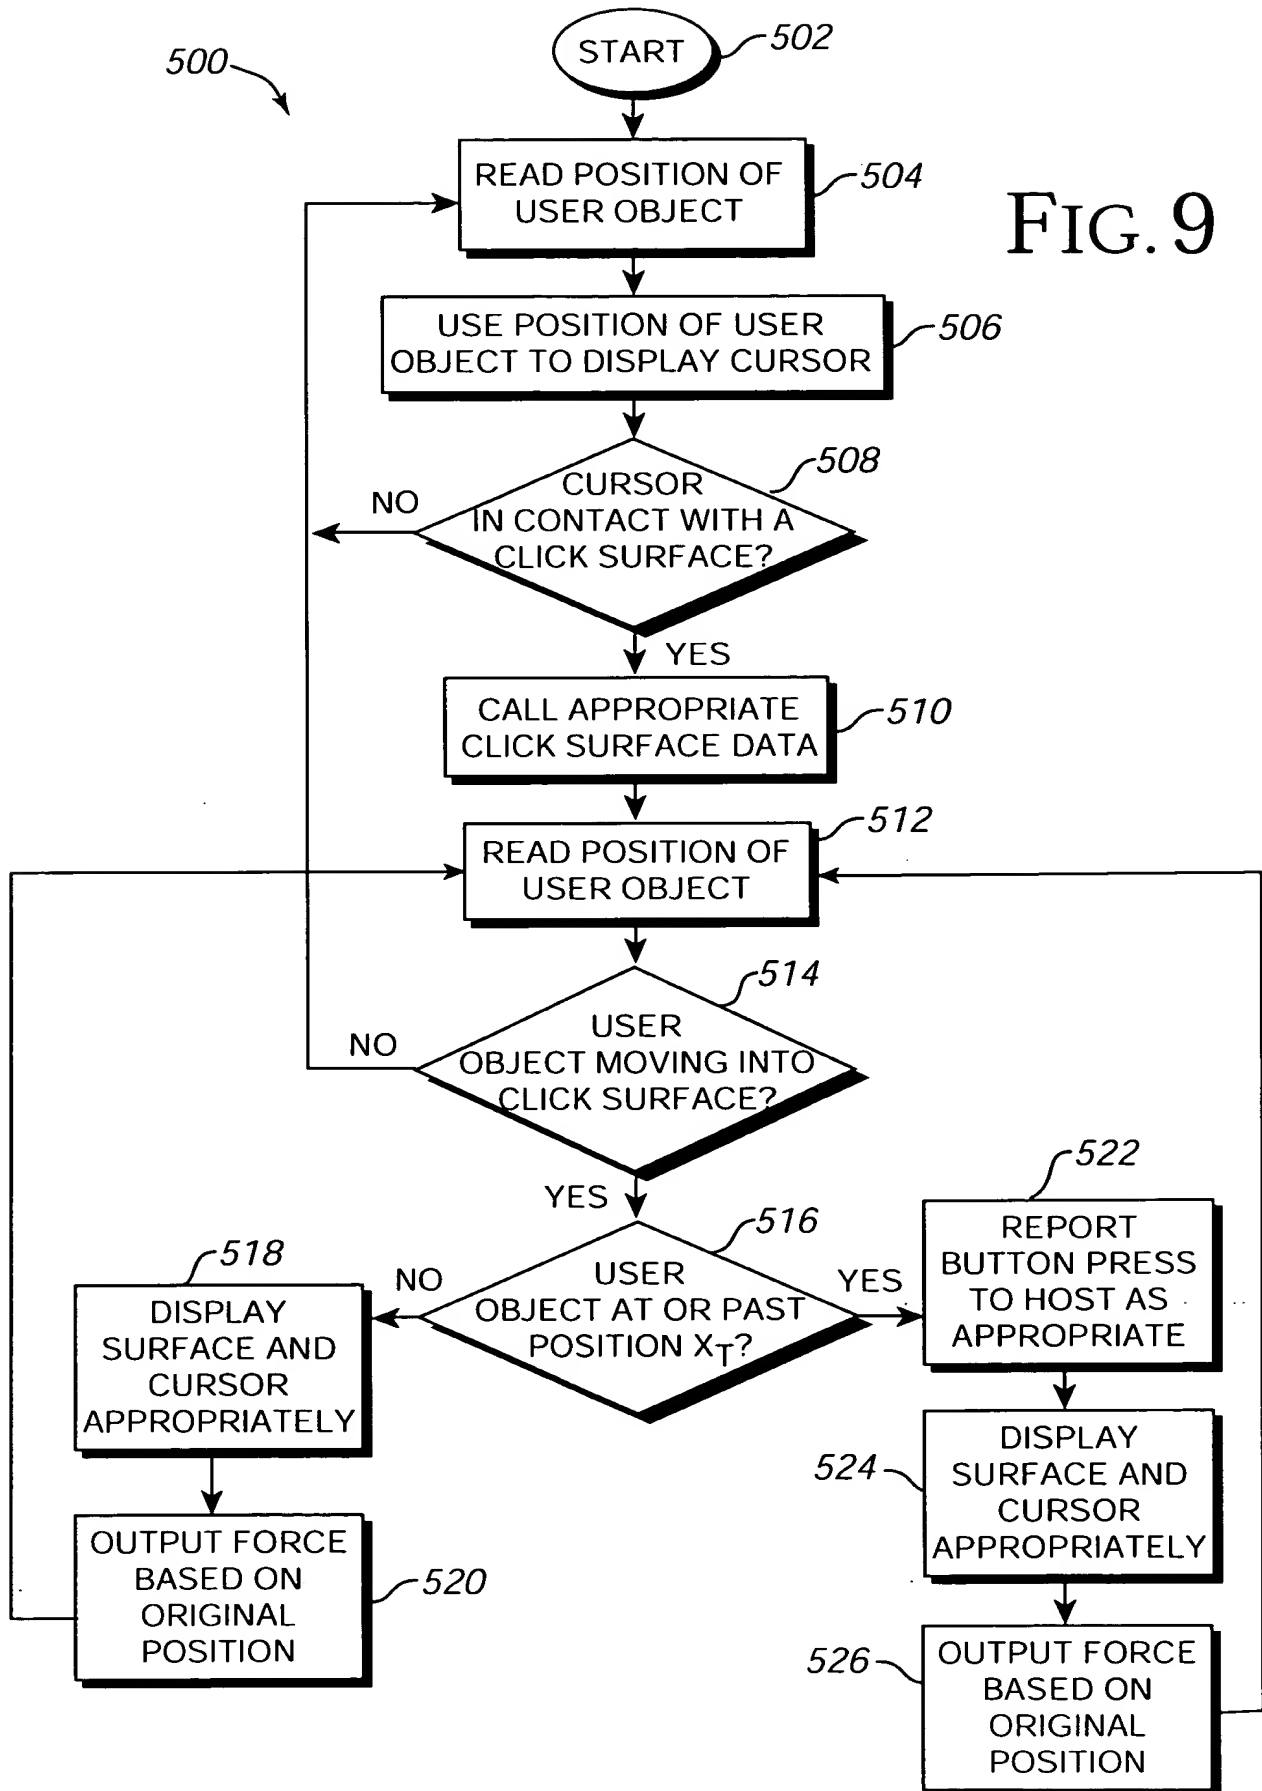 START
502
500
READ POSITION OF
USER OBJECT
504
FIG. 9
USE POSITION OF USER
OBJECT TO DISPLAY CURSOR
506
CURSOR
IN CONTACT WITH A
CLICK SURFACE?
508
NO
YES
CALL APPROPRIATE
CLICK SURFACE DATA
510
READ POSITION OF
USER OBJECT
512
USER
OBJECT MOVING INTO
CLICK SURFACE?
514
NO
YES
USER
OBJECT AT OR PAST
POSITION XT?
516
NO
YES
518
DISPLAY
SURFACE AND
CURSOR
APPROPRIATELY
OUTPUT FORCE
BASED ON
ORIGINAL
POSITION
520
522
REPORT
BUTTON PRESS
TO HOST AS
APPROPRIATE
524
DISPLAY
SURFACE AND
CURSOR
APPROPRIATELY
526
OUTPUT FORCE
BASED ON
ORIGINAL
POSITION